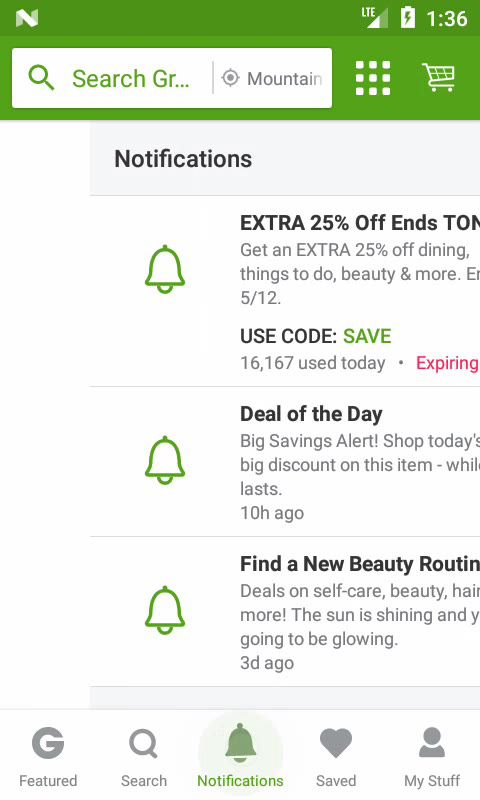 LTE 1:36
Search Gr... Mountain
Notifications
EXTRA 25% Off Ends
Get an EXTRA 25% off dining,
things to do, beauty & more.
5/12.
USE CODE: SAVE
16,167 used today • Expiring
Deal of the Day
Big Savings Alert! Shop today's
big discount on this item -
lasts.
10h ago
Find a New Beauty
Deals on self-care, beauty, hair
more! The sun is shining and
going to be glowing.
3d ago
Featured Search Notifications Saved My Stuff